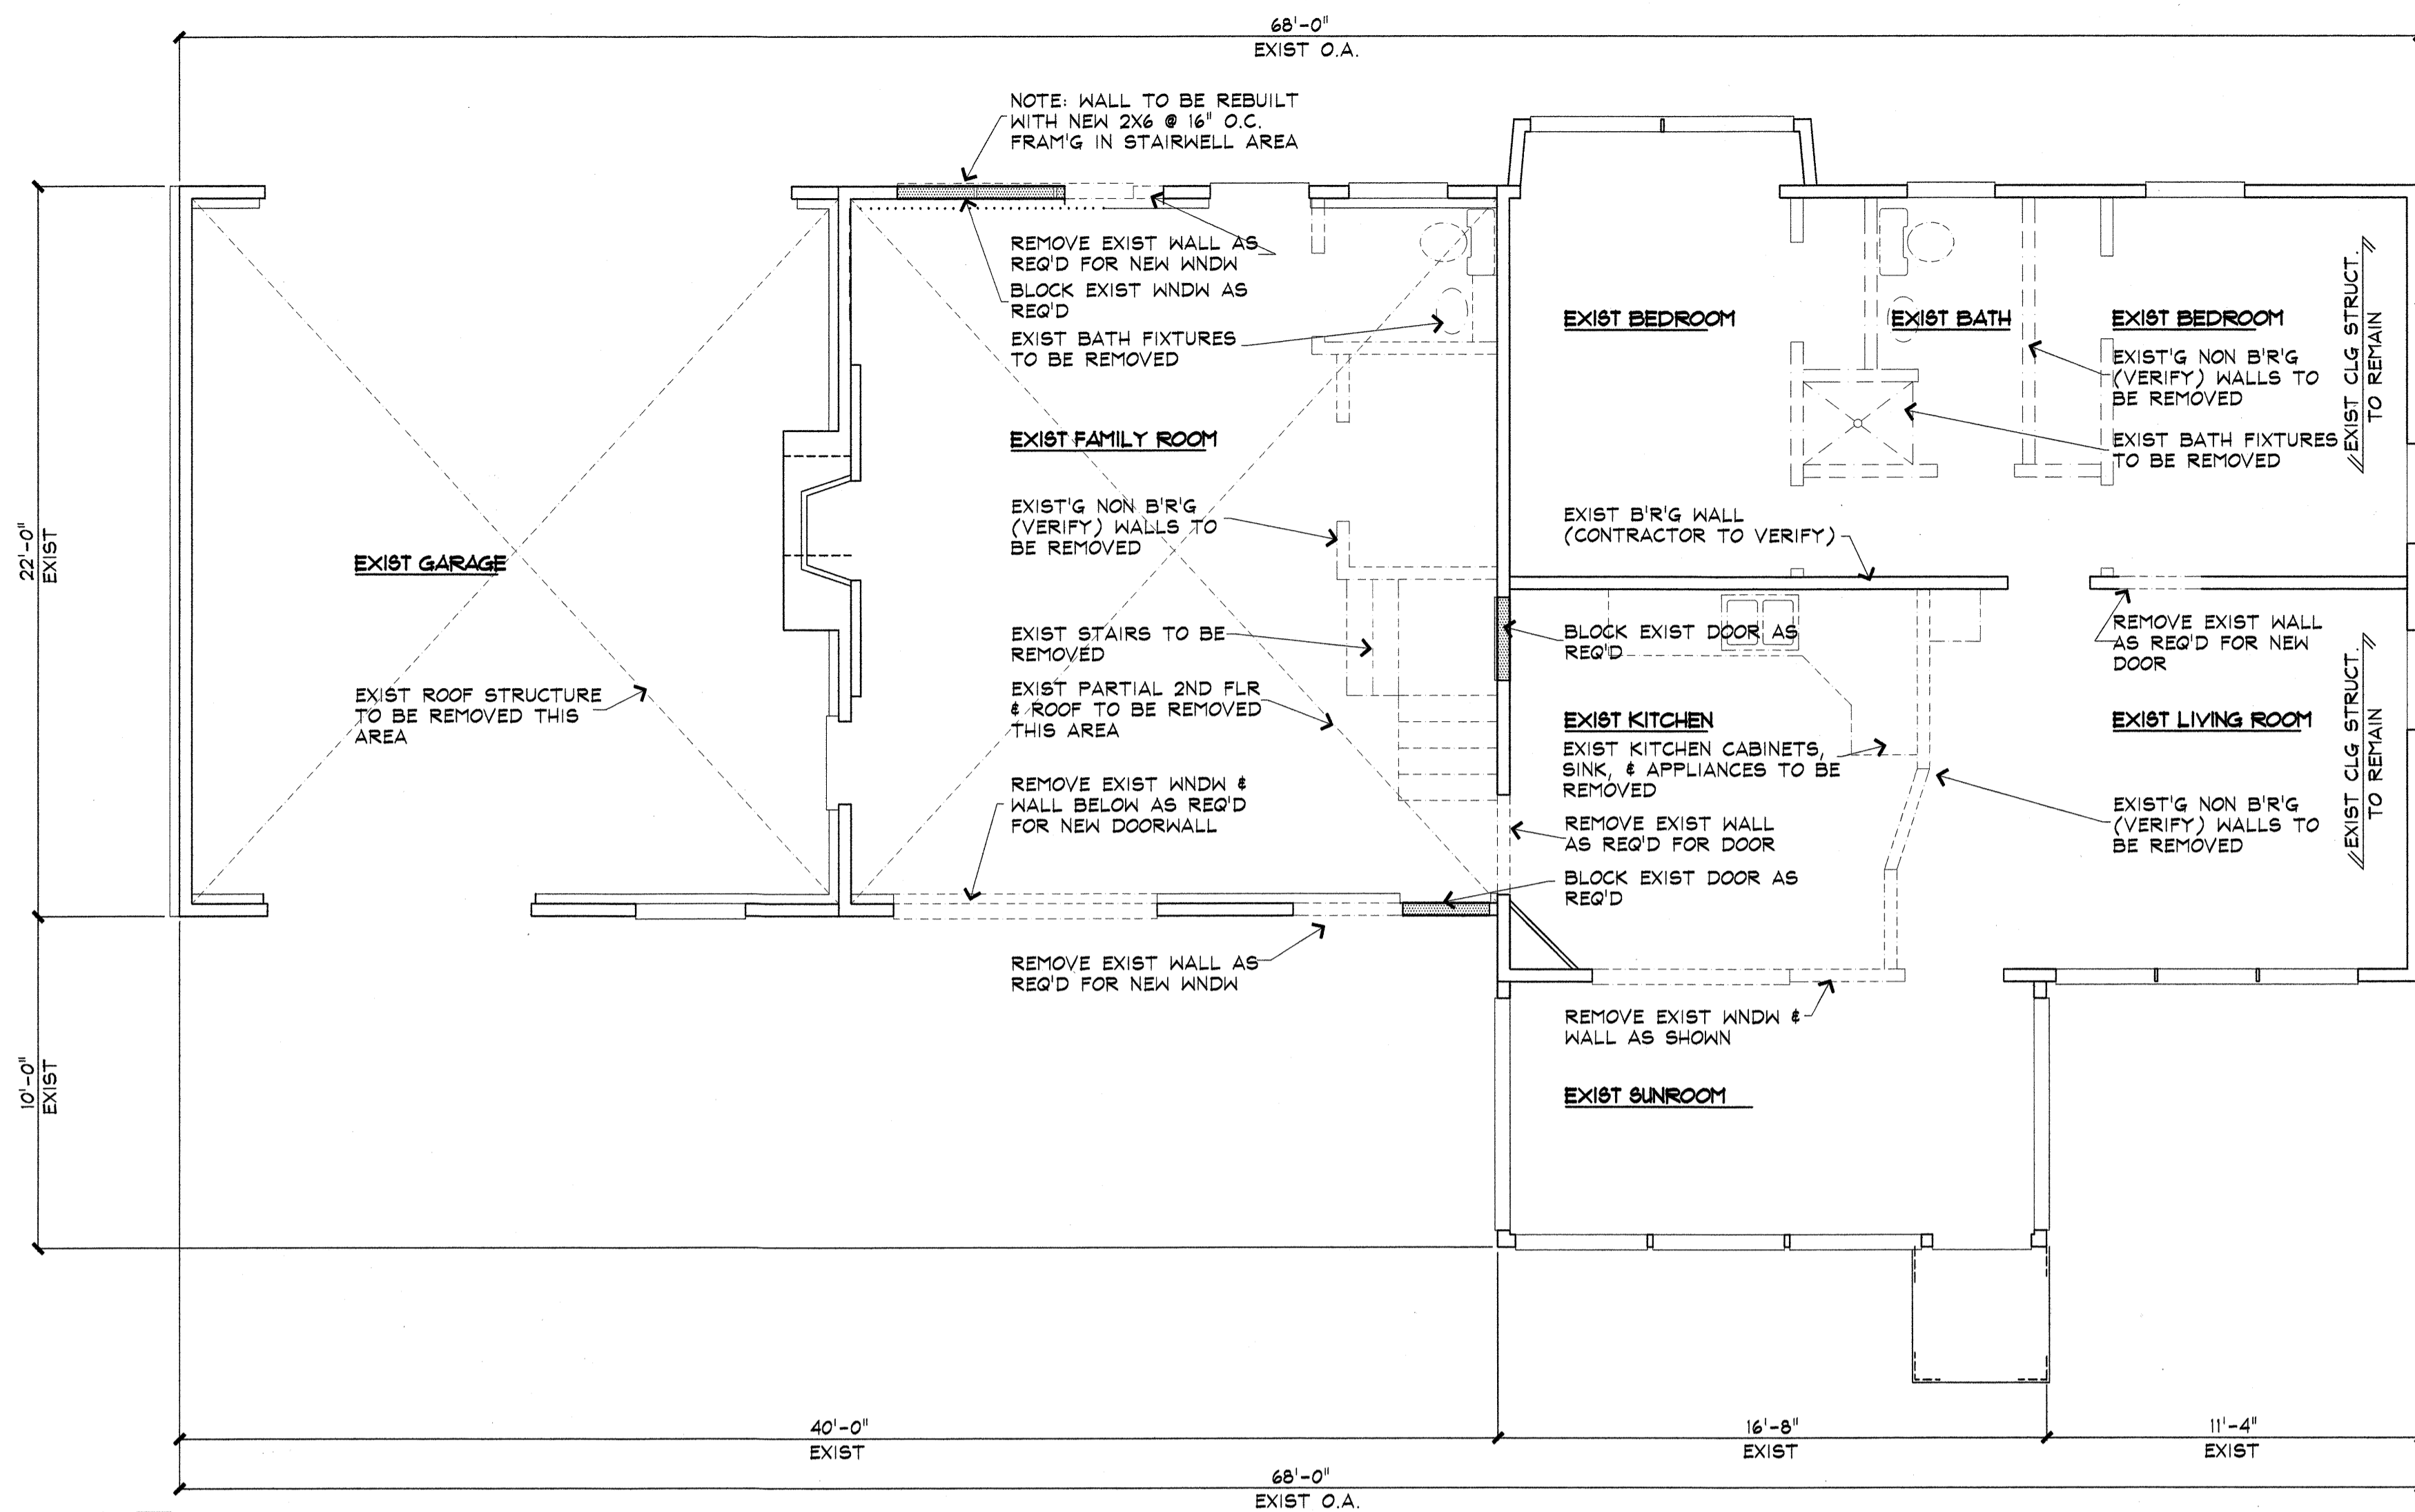 68'-0"
EXIST O.A.
NOTE: WALL TO BE REBUILT
WITH NEW 2X6 @ 16" O.C.
FRAM'G IN STAIRWELL AREA
REMOVE EXIST WALL AS
REQ'D FOR NEW WNDW
BLOCK EXIST WNDW AS
REQ'D
EXIST BATH FIXTURES
TO BE REMOVED
EXIST FAMILY ROOM
EXIST'G NON B'R'G
(VERIFY) WALLS TO
BE REMOVED
EXIST STAIRS TO BE
REMOVED
EXIST PARTIAL 2ND FLR
& ROOF TO BE REMOVED
THIS AREA
REMOVE EXIST WNDW &
WALL BELOW AS REQ'D
FOR NEW DOORWALL
REMOVE EXIST WALL AS
REQ'D FOR NEW WNDW
22'-0"
EXIST
EXIST GARAGE
EXIST ROOF STRUCTURE
TO BE REMOVED THIS
AREA
10'-0"
EXIST
EXIST BEDROOM
EXIST BATH
EXIST BEDROOM
EXIST'G NON B'R'G
(VERIFY) WALLS TO
BE REMOVED
EXIST BATH FIXTURES
TO BE REMOVED
EXIST CLG STRUCT.
TO REMAIN
EXIST B'R'G WALL
(CONTRACTOR TO VERIFY)
BLOCK EXIST DOOR AS
REQ'D
REMOVE EXIST WALL
AS REQ'D FOR NEW
DOOR
EXIST KITCHEN
EXIST KITCHEN CABINETS,
SINK, & APPLIANCES TO BE
REMOVED
EXIST LIVING ROOM
EXIST CLG STRUCT.
TO REMAIN
REMOVE EXIST WALL
AS REQ'D FOR DOOR
BLOCK EXIST DOOR AS
REQ'D
EXIST'G NON B'R'G
(VERIFY) WALLS TO
BE REMOVED
REMOVE EXIST WNDW &
WALL AS SHOWN
EXIST SUNROOM
40'-0"
EXIST
16'-8"
EXIST
11'-4"
EXIST
68'-0"
EXIST O.A.